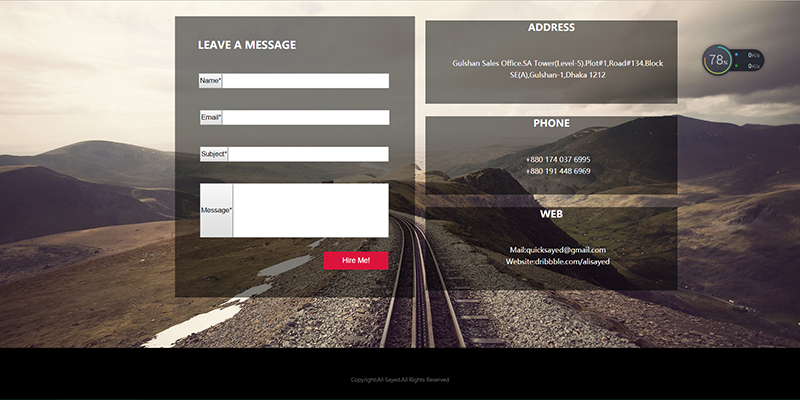 LEAVE A MESSAGE
Name*
Email*
Subject*
Message*
Hire Me!
ADDRESS
Gulshan Sales Office.SA Tower(Level-5).Plot#1,Road#134.Block
SE(A),Gulshan-1,Dhaka 1212
PHONE
+880 174 037 6995
+880 191 448 6969
WEB
Mail:quicksayed@gmail.com
Website:dribbble.com/alisayed
78%
0K/s
0K/s
Copyright:Ali Sayed.All Rights Reserved